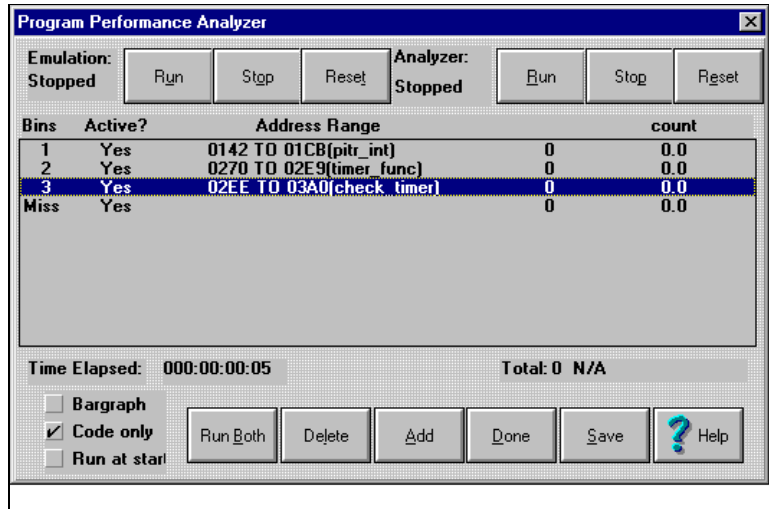 Program Performance Analyzer
Emulation:
Stopped
Run Stop Reset
Analyzer:
Stopped
Run Stop Reset
Bins Active? Address Range count
1 Yes 0142 TO 01CB(pitr_int) 0 0.0
2 Yes 0270 TO 02E9(timer_func) 0 0.0
3 Yes 02EE TO 03A0(check_timer) 0 0.0
Miss Yes 0 0.0
Time Elapsed: 000:00:00:05 Total: 0 N/A
Bargraph
Code only
Run at start
Run Both Delete Add Done Save ? Help